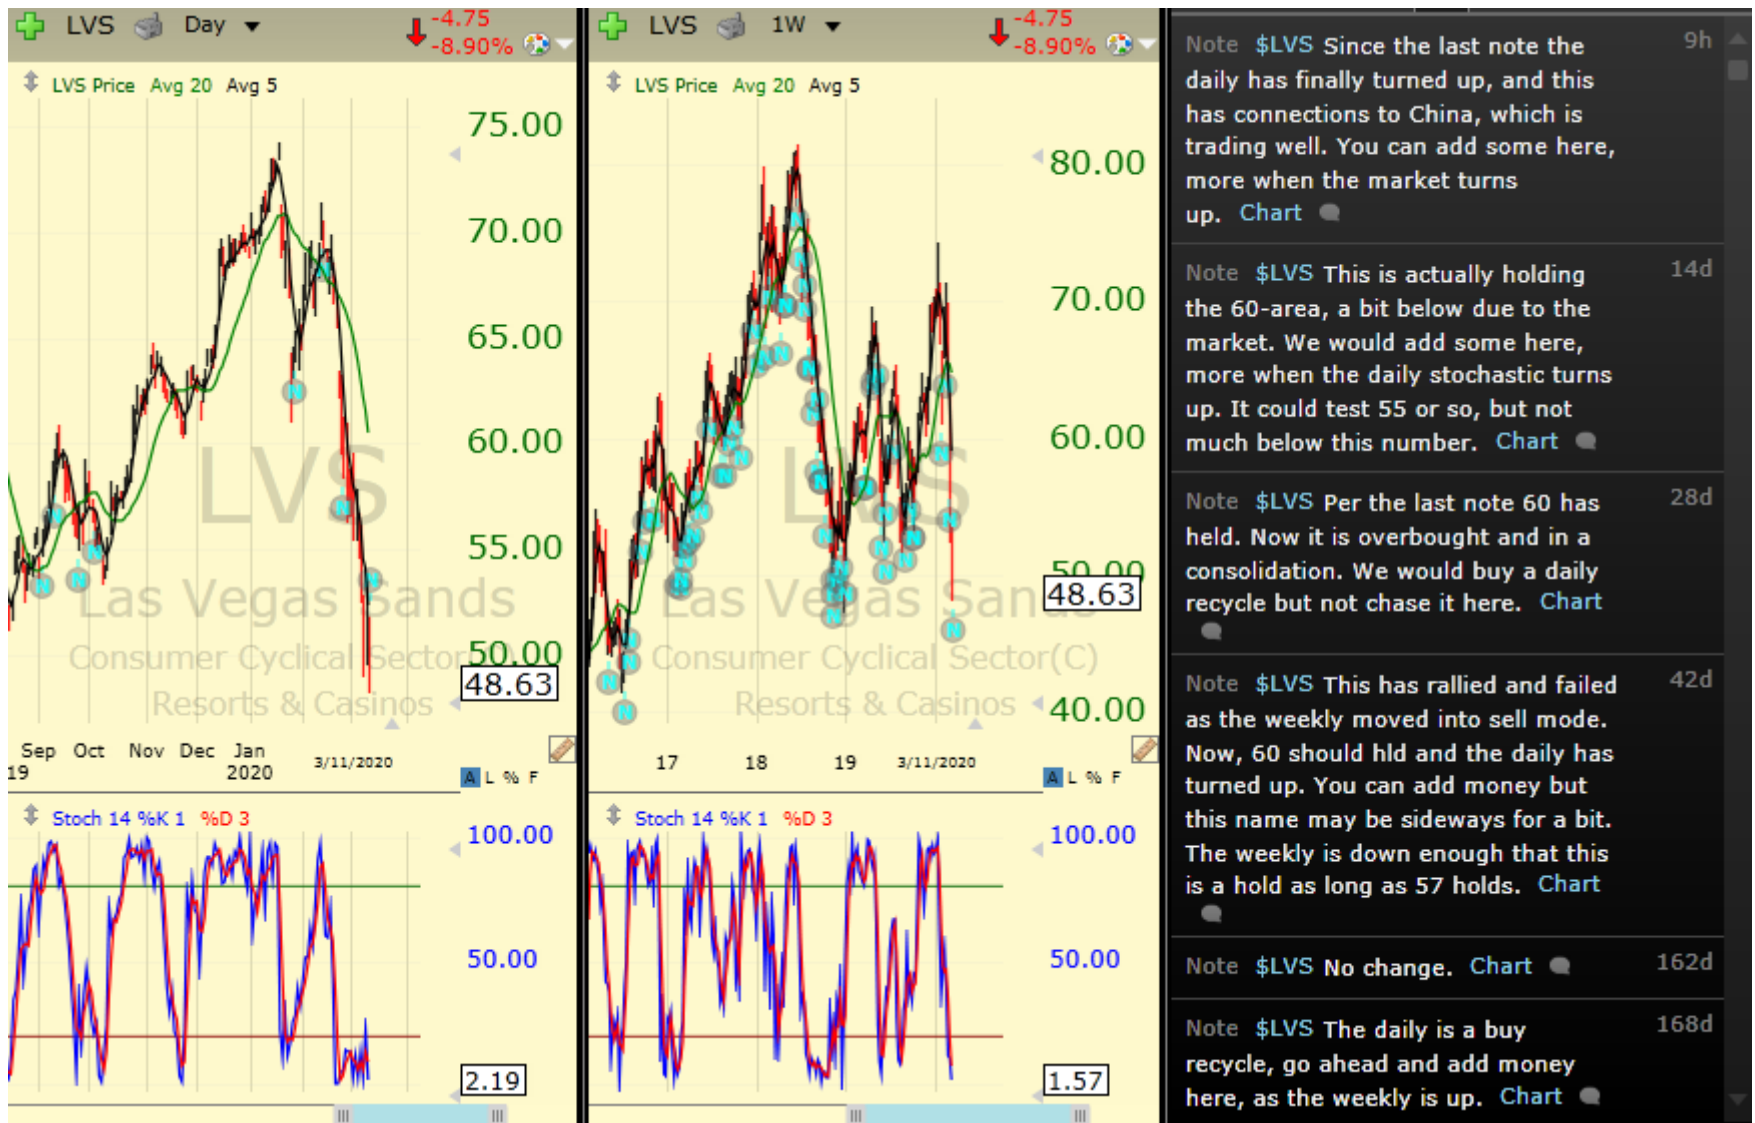 LVS Day -4.75
-8.90%
LVS Price Avg 20 Avg 5
75.00
70.00
65.00
60.00
55.00
50.00
48.63
LVS
Las Vegas Sands
Consumer Cyclical Sector(C)
Resorts & Casinos
N
N
N
N
N
N
N
N
Sep Oct Nov Dec Jan 3/11/2020
19 2020
A L % F
Stoch 14 %K 1 %D 3
100.00
50.00
2.19
LVS 1W -4.75
-8.90%
LVS Price Avg 20 Avg 5
80.00
70.00
60.00
50.00
48.63
40.00
LVS
Las Vegas San
Consumer Cyclical Sector(C)
Resorts & Casinos
17 18 19 3/11/2020
A L % F
Stoch 14 %K 1 %D 3
100.00
50.00
1.57
Note $LVS Since the last note the 9h
daily has finally turned up, and this
has connections to China, which is
trading well. You can add some here,
more when the market turns
up. Chart
Note $LVS This is actually holding 14d
the 60-area, a bit below due to the
market. We would add some here,
more when the daily stochastic turns
up. It could test 55 or so, but not
much below this number. Chart
Note $LVS Per the last note 60 has 28d
held. Now it is overbought and in a
consolidation. We would buy a daily
recycle but not chase it here. Chart
Note $LVS This has rallied and failed 42d
as the weekly moved into sell mode.
Now, 60 should hld and the daily has
turned up. You can add money but
this name may be sideways for a bit.
The weekly is down enough that this
is a hold as long as 57 holds. Chart
Note $LVS No change. Chart 162d
Note $LVS The daily is a buy 168d
recycle, go ahead and add money
here, as the weekly is up. Chart